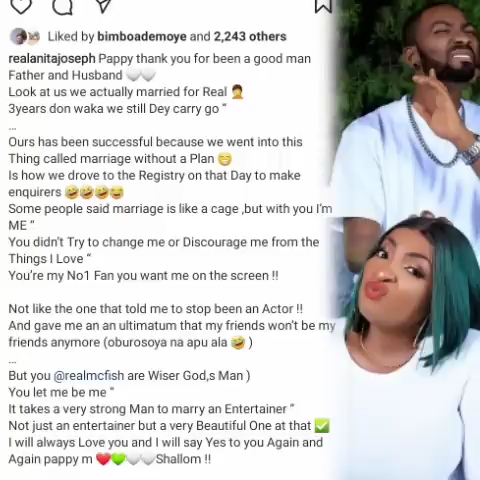 Liked by bimboademoye and 2,243 others
realanitajoseph Pappy thank you for been a good man
Father and Husband 🤍🤍
Look at us we actually married for Real 🤦
3years don waka we still Dey carry go “
...
Ours has been successful because we went into this
Thing called marriage without a Plan 😁
Is how we drove to the Registry on that Day to make
enquirers 🤣🤣🤣😂
Some people said marriage is like a cage ,but with you I'm
ME “
You didn't Try to change me or Discourage me from the
Things I Love “
You're my No1 Fan you want me on the screen !!
Not like the one that told me to stop been an Actor !!
And gave me an an ultimatum that my friends won't be my
friends anymore (oburosoya na apu ala 🤣 )
...
But you @realmcfish are Wiser God,s Man )
You let me be me “
It takes a very strong Man to marry an Entertainer “
Not just an entertainer but a very Beautiful One at that ✅
I will always Love you and I will say Yes to you Again and
Again pappy m ❤️💚🤍🤍Shallom !!